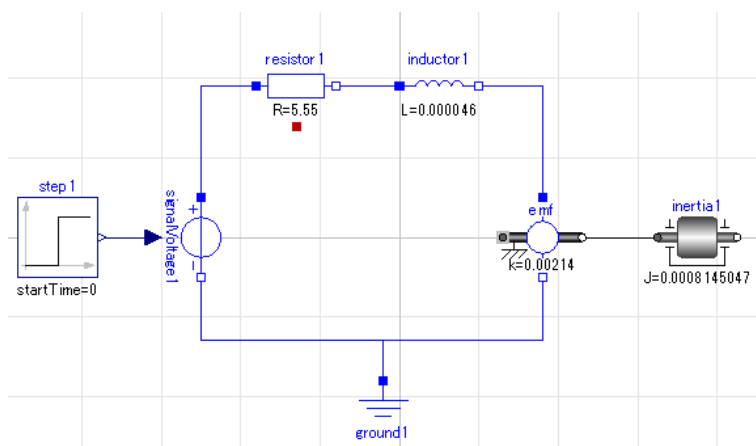 resistor1
inductor1
R=5.55
L=0.000046
step1
signalVoltage1
+
−
emf
inertia1
startTime=0
k=0.00214
J=0.0008145047
ground1